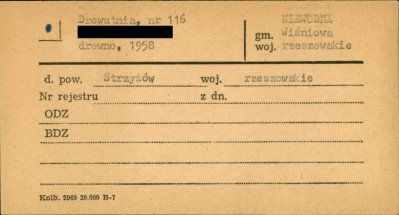 Drewutnia, nr 116
drewno, 1958
NIEWODNA
gm. Wiśniowa
woj. rzeszowskie
d. pow. Strzyżów woj. rzeszowskie
Nr rejestru z dn.
ODZ
BDZ
Kolb. 2969 20.000 B-7